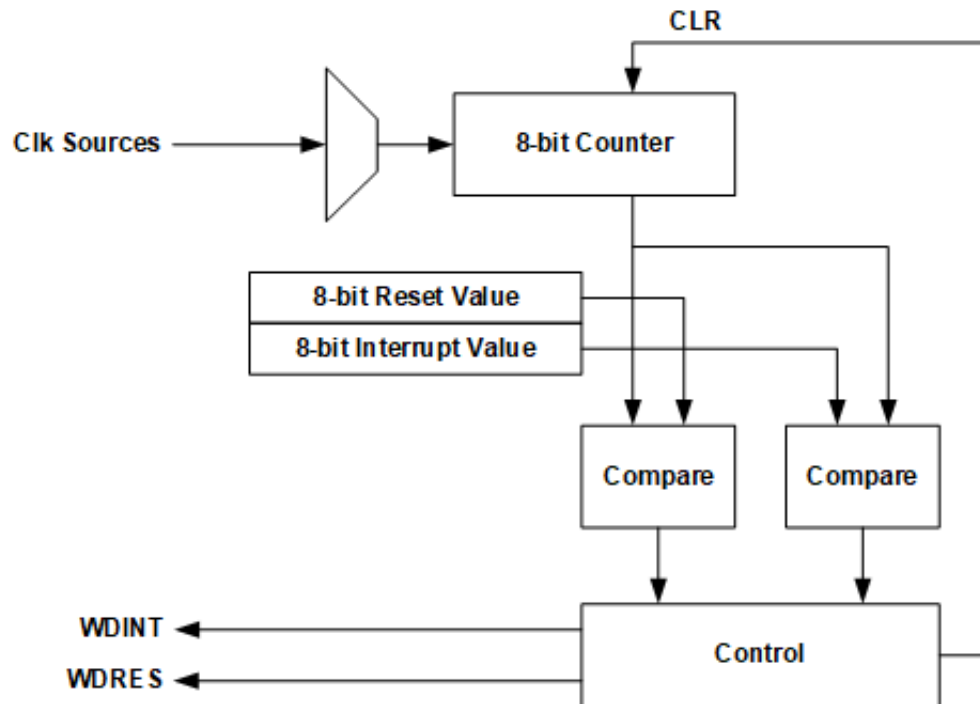 CLR
Clk Sources
8-bit Counter
8-bit Reset Value
8-bit Interrupt Value
Compare
Compare
WDINT
Control
WDRES